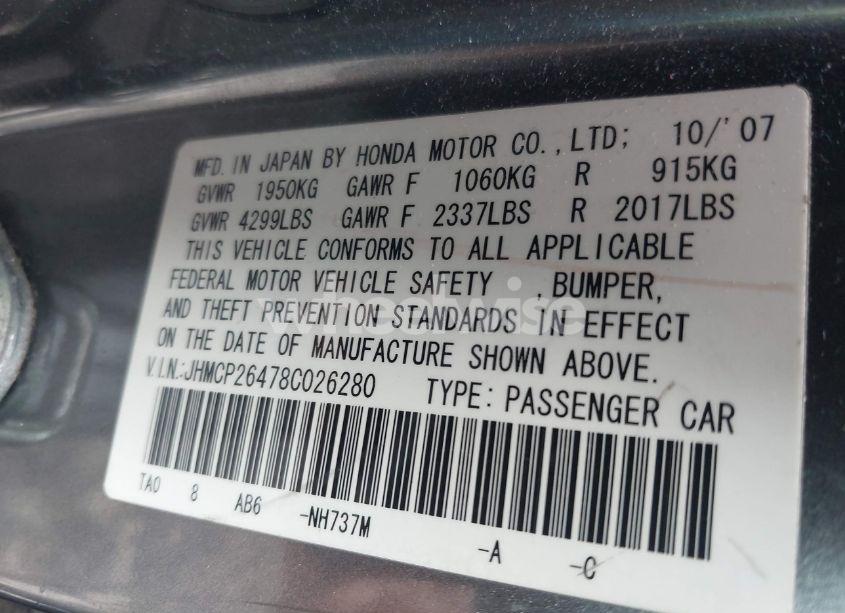 MFD. IN JAPAN BY HONDA MOTOR CO., LTD; 10/'07
GVWR 1950KG GAWR F 1060KG R 915KG
GVWR 4299LBS GAWR F 2337LBS R 2017LBS
THIS VEHICLE CONFORMS TO ALL APPLICABLE
FEDERAL MOTOR VEHICLE SAFETY , BUMPER,
AND THEFT PREVENTION STANDARDS IN EFFECT
ON THE DATE OF MANUFACTURE SHOWN ABOVE.
V.I.N.:JHMCP26478C026280 TYPE: PASSENGER CAR
TA0 8 AB6 -NH737M -A -C
wheelwise